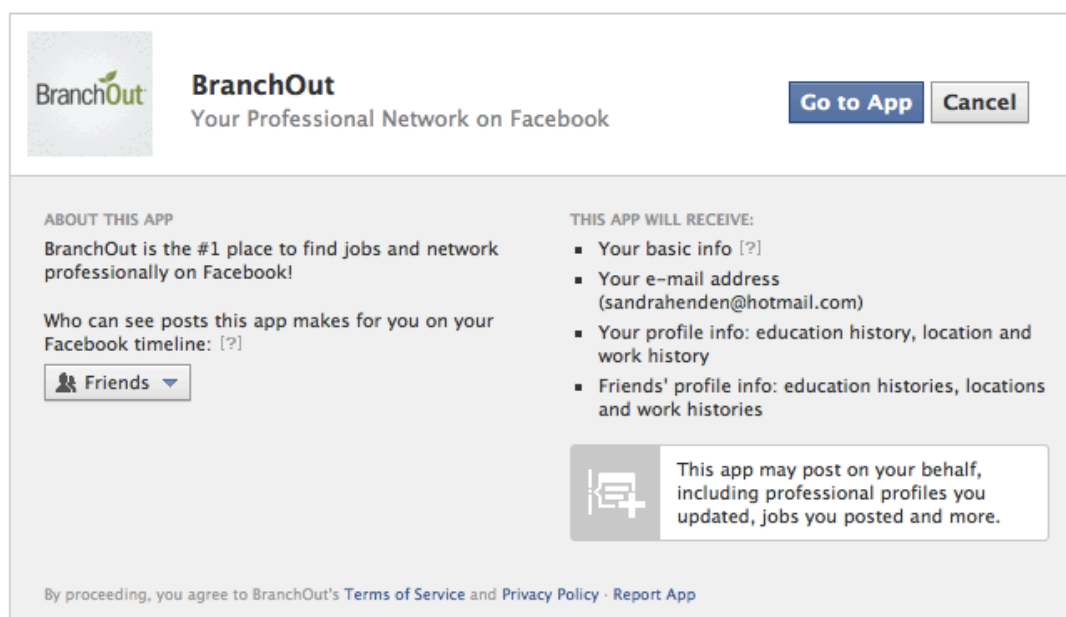 BranchOut
BranchOut
Your Professional Network on Facebook
Go to App
Cancel
ABOUT THIS APP
BranchOut is the #1 place to find jobs and network
professionally on Facebook!
Who can see posts this app makes for you on your
Facebook timeline: [?]
Friends
THIS APP WILL RECEIVE:
Your basic info [?]
Your e-mail address
(sandrahenden@hotmail.com)
Your profile info: education history, location and
work history
Friends' profile info: education histories, locations
and work histories
This app may post on your behalf,
including professional profiles you
updated, jobs you posted and more.
By proceeding, you agree to BranchOut's Terms of Service and Privacy Policy · Report App